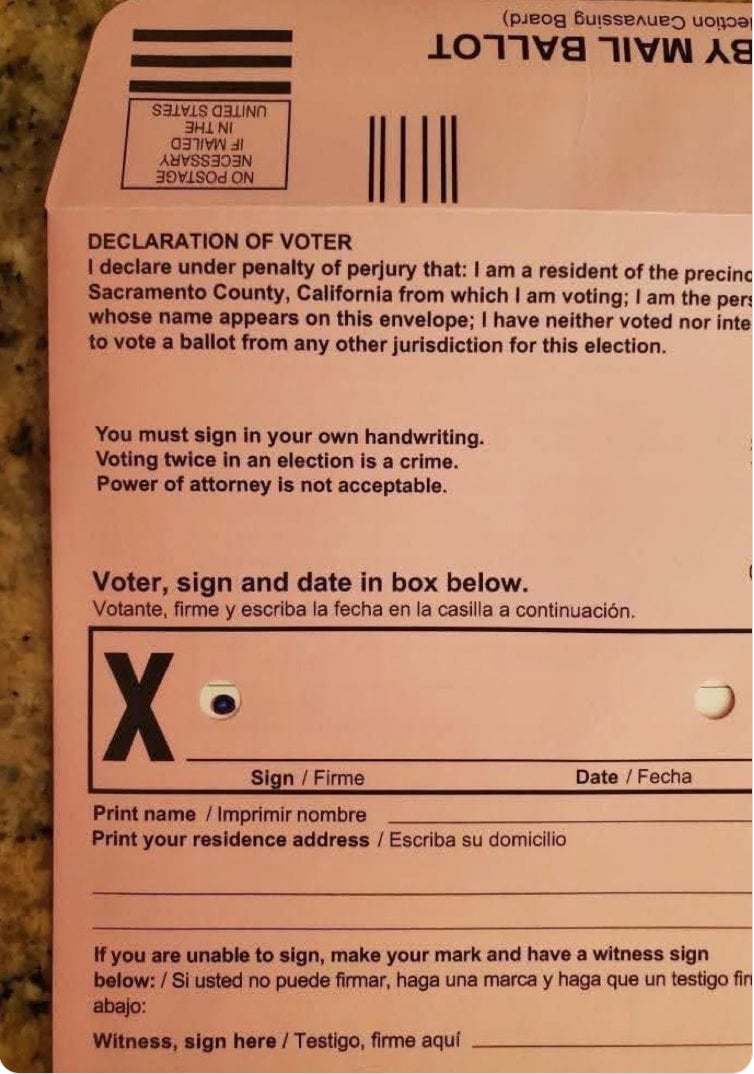 ection Canvassing Board)
BY MAIL BALLOT
NO POSTAGE
NECESSARY
IF MAILED
IN THE
UNITED STATES
DECLARATION OF VOTER
I declare under penalty of perjury that: I am a resident of the precinc
Sacramento County, California from which I am voting; I am the pers
whose name appears on this envelope; I have neither voted nor inte
to vote a ballot from any other jurisdiction for this election.
You must sign in your own handwriting.
Voting twice in an election is a crime.
Power of attorney is not acceptable.
Voter, sign and date in box below.
Votante, firme y escriba la fecha en la casilla a continuación.
X
Sign / Firme Date / Fecha
Print name / Imprimir nombre
Print your residence address / Escriba su domicilio
If you are unable to sign, make your mark and have a witness sign
below: / Si usted no puede firmar, haga una marca y haga que un testigo fir
abajo:
Witness, sign here / Testigo, firme aquí